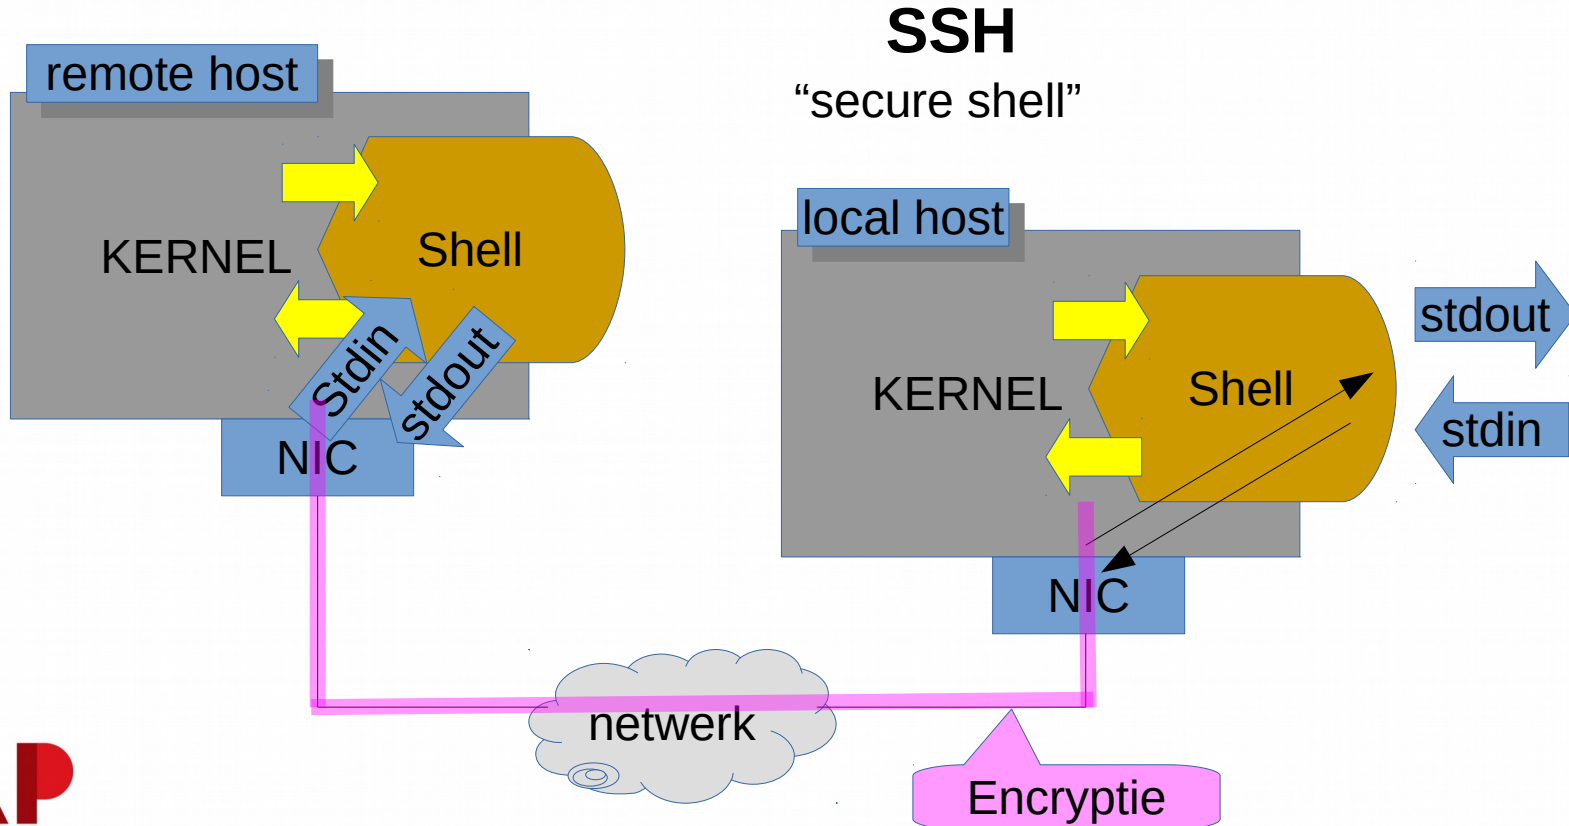 SSH
“secure shell”
remote host
KERNEL
Shell
Stdin
stdout
NIC
local host
KERNEL
Shell
stdout
stdin
NIC
netwerk
Encryptie
AP